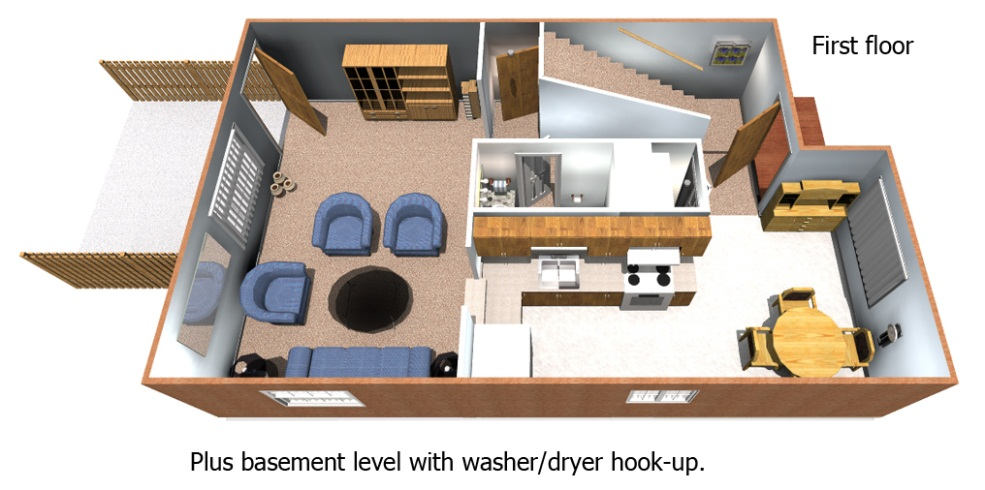 First floor
Plus basement level with washer/dryer hook-up.